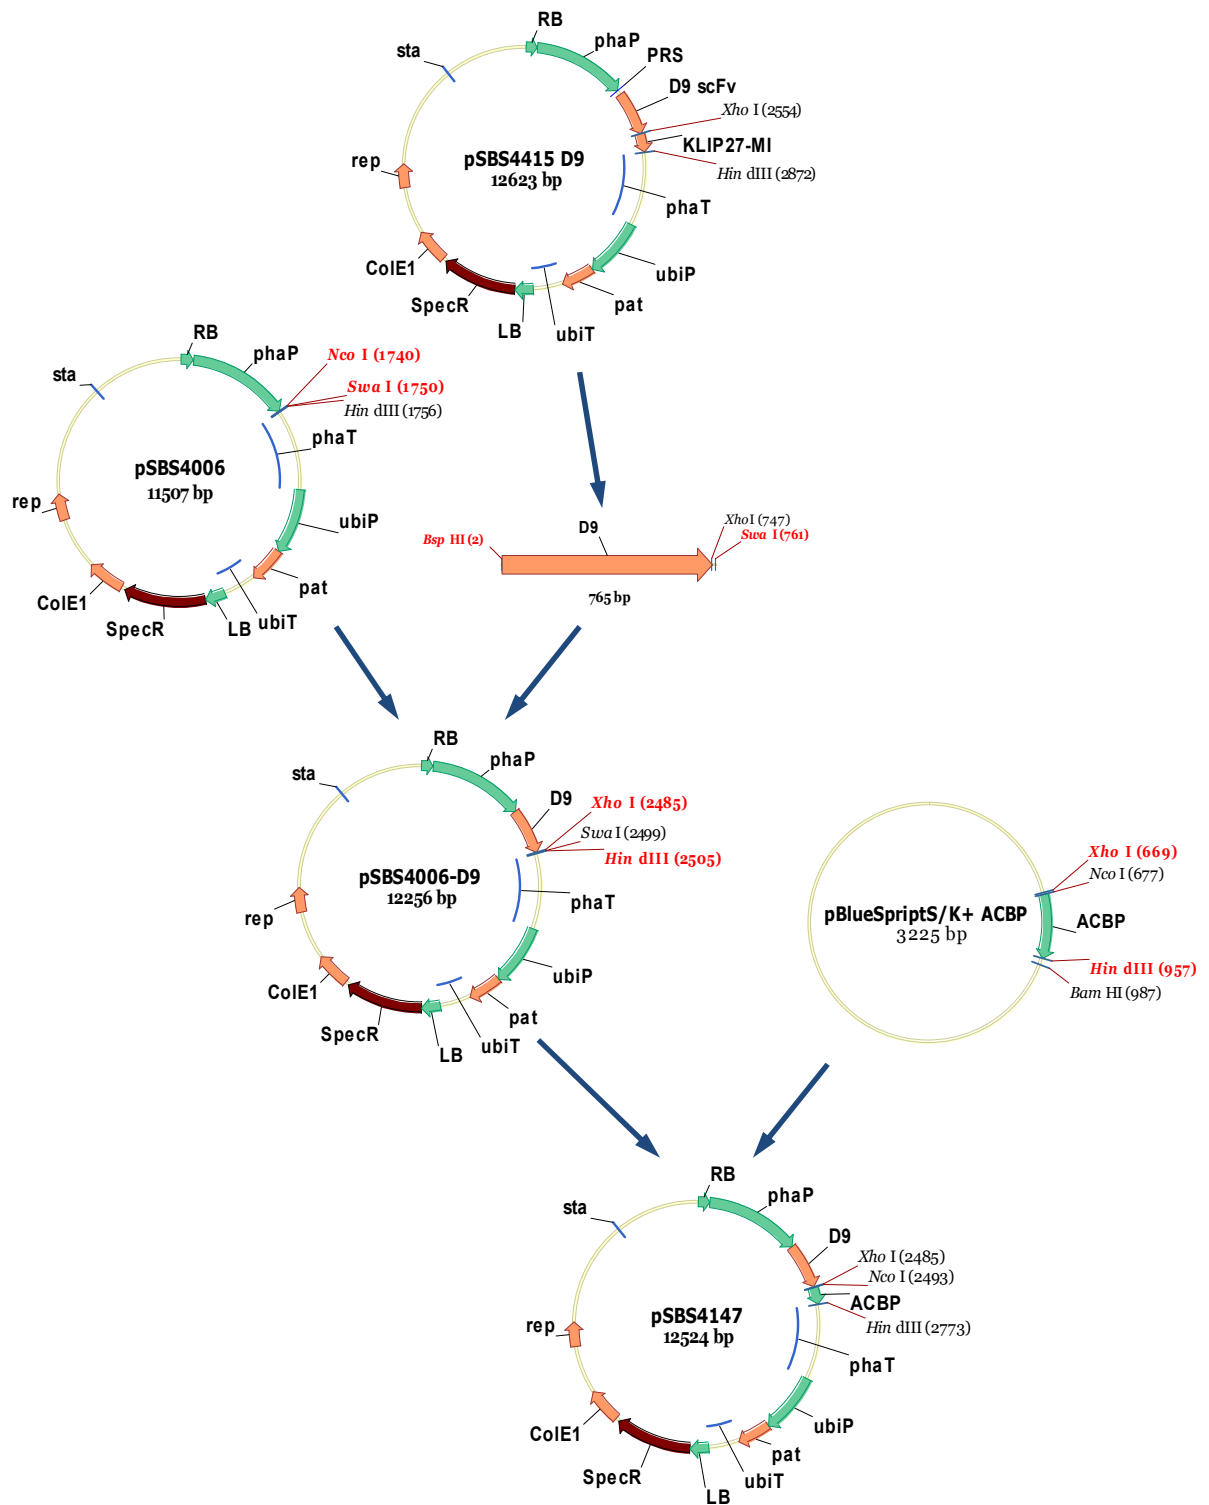 RB
phaP
sta
PRS
D9 scFv
Xho I (2554)
KLIP27-MI
pSBS4415 D9
12623 bp
Hin dIII (2872)
rep
phaT
ColE1
ubiP
SpecR
pat
LB
ubiT
RB
phaP
Nco I (1740)
sta
Swa I (1750)
Hin dIII (1756)
phaT
pSBS4006
11507 bp
rep
ubiP
ColE1
pat
SpecR
LB
ubiT
D9
XhoI (747)
Bsp HI (2)
Swa I (761)
765 bp
RB
phaP
sta
D9
Xho I (2485)
SwaI (2499)
Hin dIII (2505)
pSBS4006-D9
12256 bp
phaT
rep
ubiP
ColE1
pat
SpecR
ubiT
LB
Xho I (669)
Nco I (677)
pBlueSpriptS/K+ ACBP
3225 bp
ACBP
Hin dIII (957)
Bam HI (987)
RB
phaP
sta
D9
Xho I (2485)
Nco I (2493)
ACBP
pSBS4147
12524 bp
Hin dIII (2773)
rep
phaT
ColE1
ubiP
pat
SpecR
ubiT
LB